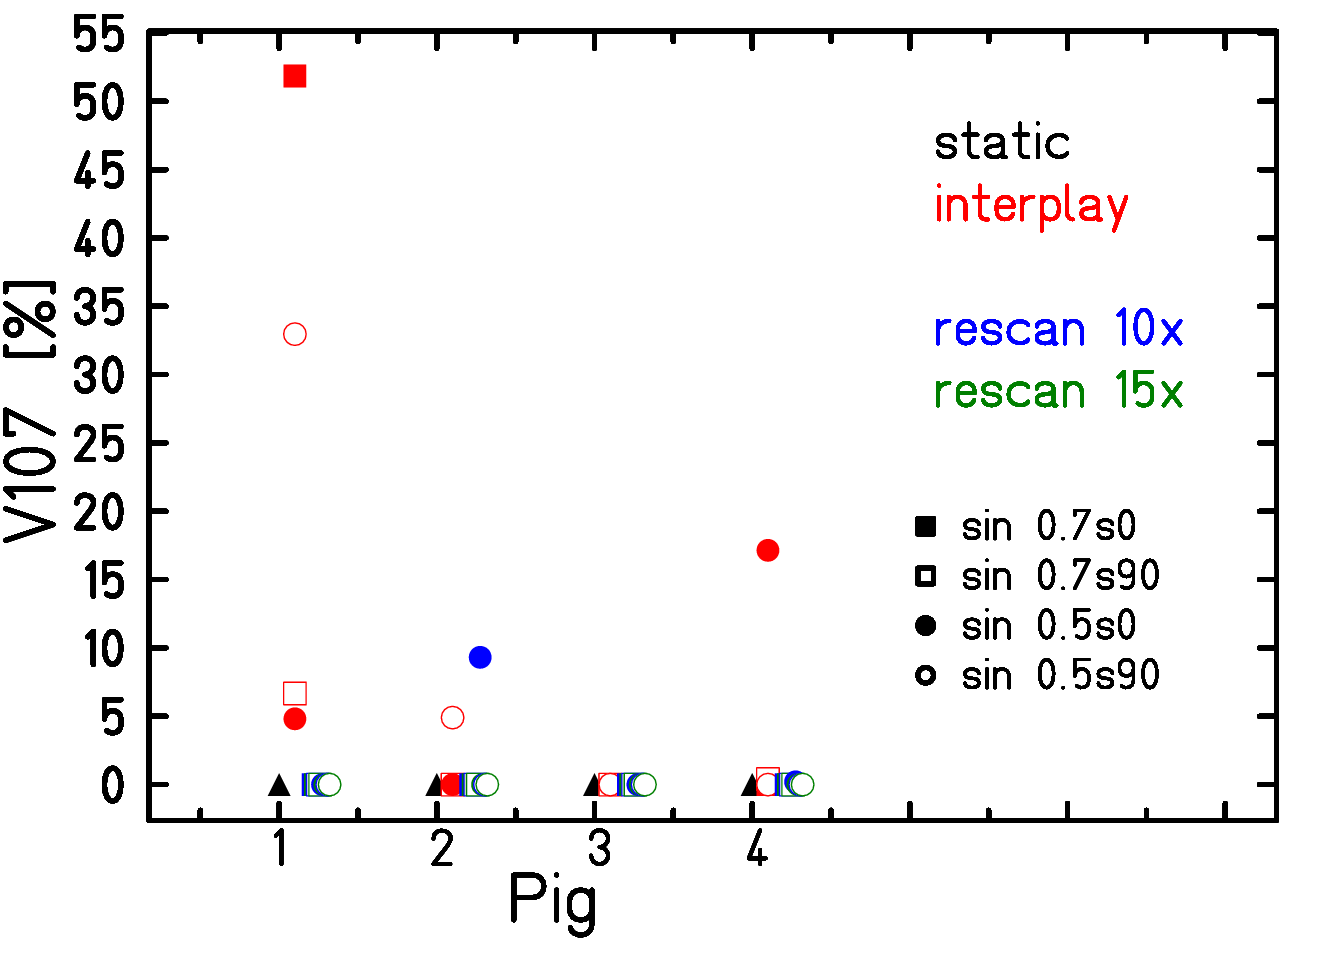 55
50
45
40
35
30
25
20
15
10
5
0
V107 [%]
1 2 3 4
Pig
static
interplay
rescan 10x
rescan 15x
sin 0.7s0
sin 0.7s90
sin 0.5s0
sin 0.5s90